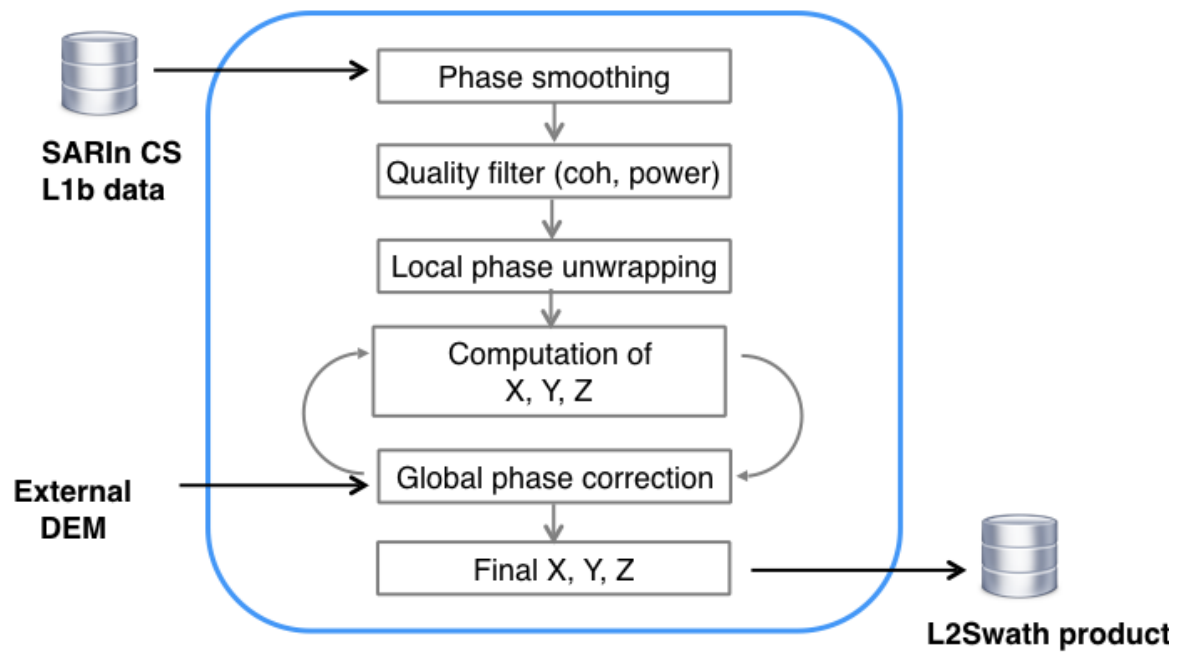 Phase smoothing
SARIn CS
L1b data
Quality filter (coh, power)
Local phase unwrapping
Computation of
X, Y, Z
Global phase correction
External
DEM
Final X, Y, Z
L2Swath product